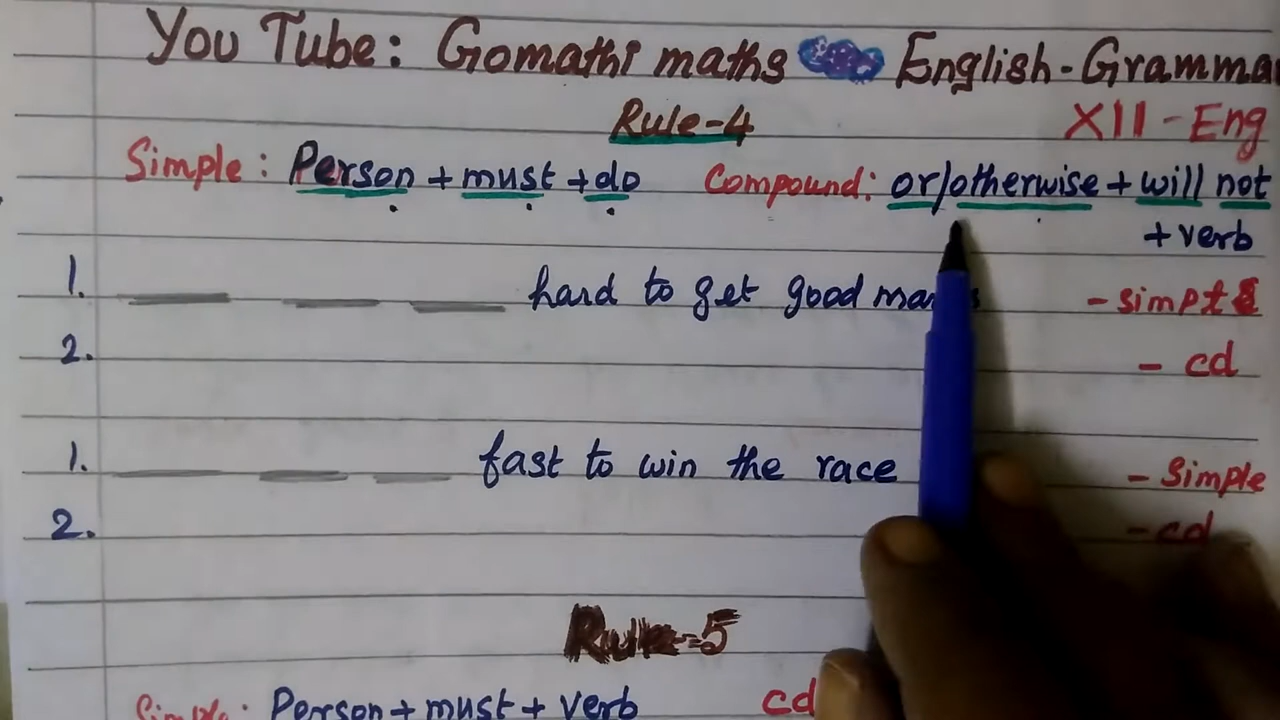 You Tube: Gomathi maths English-Gramma
Rule-4 XII - Eng
Simple: Person + must + do Compound: or/otherwise + will not
+ verb
1. hard to get good - simple
2. - cd
1. fast to win the race - Simple
2. - cd
Rule-5
Simple: Person + must + verb cd